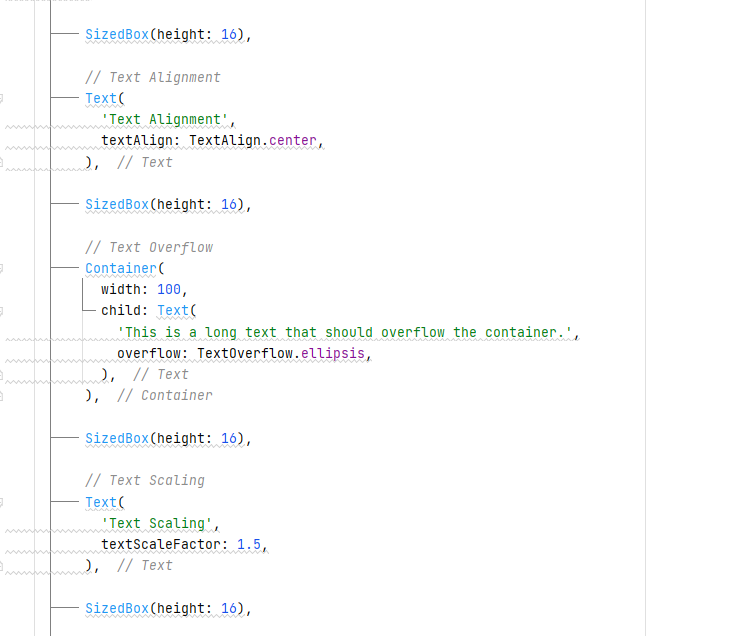 SizedBox(height: 16),
// Text Alignment
Text(
'Text Alignment',
textAlign: TextAlign.center,
), // Text
SizedBox(height: 16),
// Text Overflow
Container(
width: 100,
child: Text(
'This is a long text that should overflow the container.',
overflow: TextOverflow.ellipsis,
), // Text
), // Container
SizedBox(height: 16),
// Text Scaling
Text(
'Text Scaling',
textScaleFactor: 1.5,
), // Text
SizedBox(height: 16),